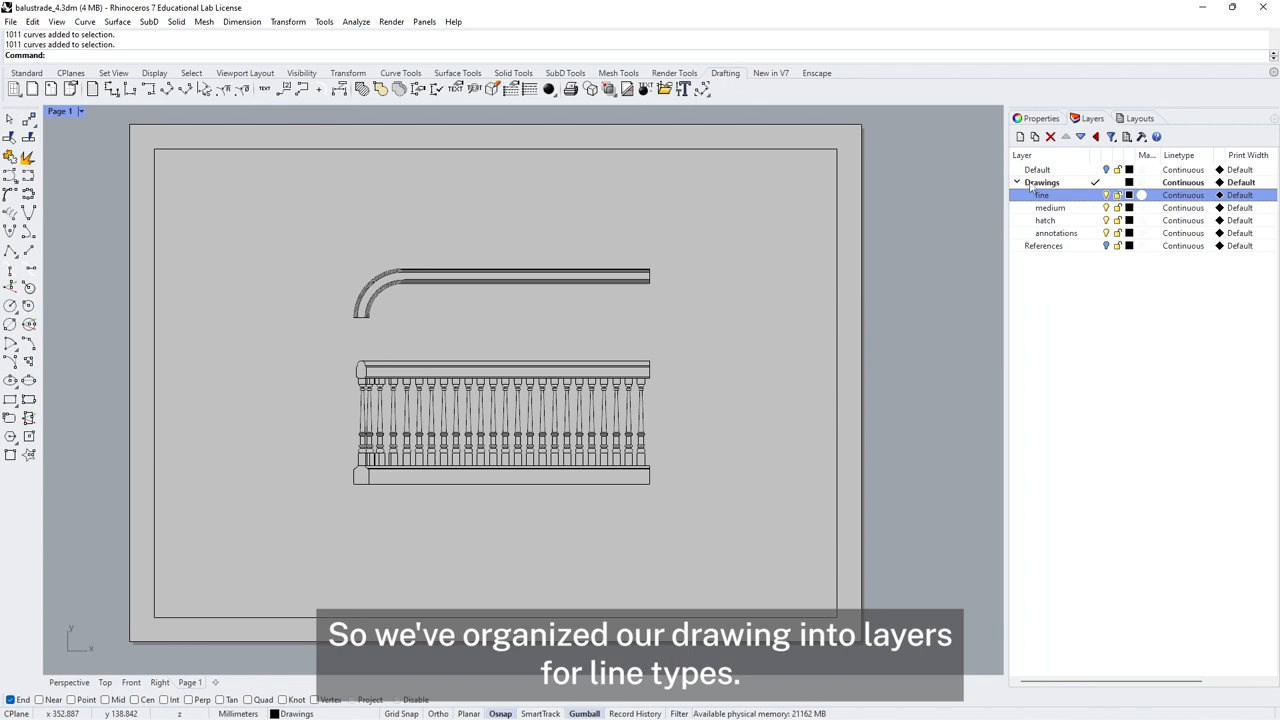 balustrade_4.3dm (4 MB) - Rhinoceros 7 Educational Lab License
File Edit View Curve Surface SubD Solid Mesh Dimension Transform Tools Analyze Render Panels Help
1011 curves added to selection.
1011 curves added to selection.
Command:
Standard CPlanes Set View Display Select Viewport Layout Visibility Transform Curve Tools Surface Tools Solid Tools SubD Tools Mesh Tools Render Tools Drafting New in V7 Enscape
Page 1
Properties Layers Layouts
Layer Ma... Linetype Print Width
Default Continuous Default
Drawings Continuous Default
fine Continuous Default
medium Continuous Default
hatch Continuous Default
annotations Continuous Default
References Continuous Default
So we've organized our drawing into layers
for line types.
y
x
Perspective Top Front Right Page 1
End Near Point Mid Cen Int Perp Tan Quad Knot Vertex Project Disable
CPlane x 352.887 y 138.842 z Millimeters Drawings Grid Snap Ortho Planar Osnap SmartTrack Gumball Record History Filter Available physical memory: 21162 MB